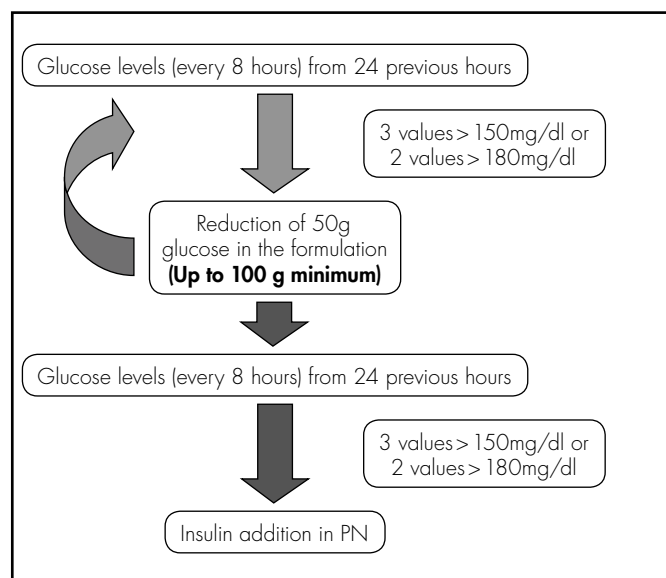 Glucose levels (every 8 hours) from 24 previous hours
3 values > 150mg/dl or
2 values > 180mg/dl
Reduction of 50g
glucose in the formulation
(Up to 100 g minimum)
Glucose levels (every 8 hours) from 24 previous hours
3 values > 150mg/dl or
2 values > 180mg/dl
Insulin addition in PN